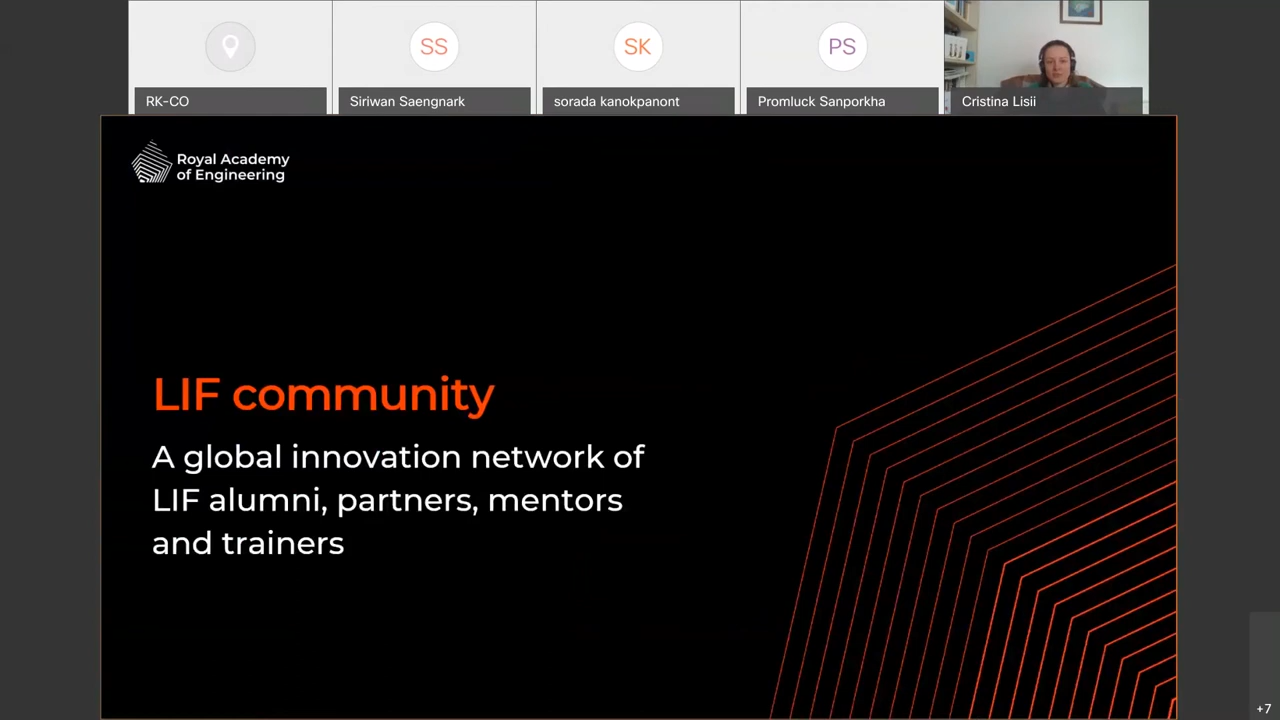 SS
SK
PS
RK-CO
Siriwan Saengnark
sorada kanokpanont
Promluck Sanporkha
Cristina Lisii
Royal Academy
of Engineering
LIF community
A global innovation network of
LIF alumni, partners, mentors
and trainers
+7